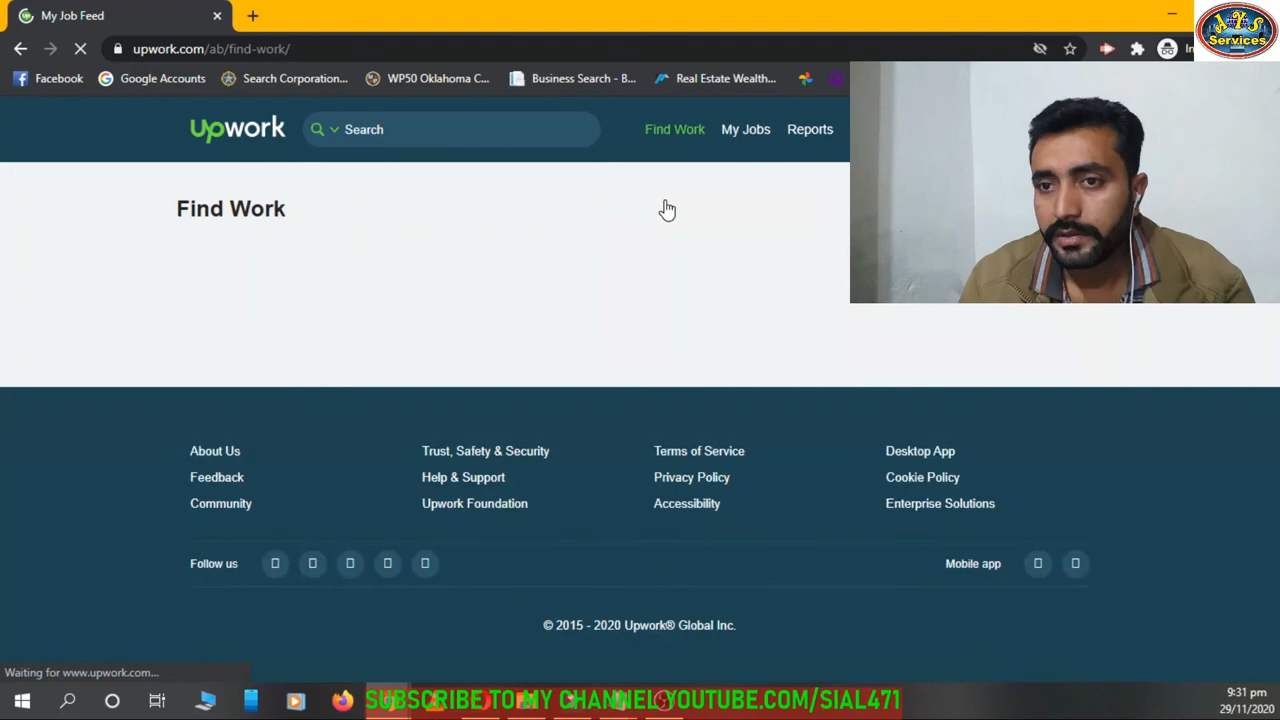 My Job Feed
upwork.com/ab/find-work/
Facebook Google Accounts Search Corporation... WP50 Oklahoma C... Business Search - B... Real Estate Wealth...
AYS Services
Upwork Search Find Work My Jobs Reports
Find Work
About Us Trust, Safety & Security Terms of Service Desktop App
Feedback Help & Support Privacy Policy Cookie Policy
Community Upwork Foundation Accessibility Enterprise Solutions
Follow us Mobile app
© 2015 - 2020 Upwork® Global Inc.
Waiting for www.upwork.com...
SUBSCRIBE TO MY CHANNEL YOUTUBE.COM/SIAL471
9:31 pm
29/11/2020